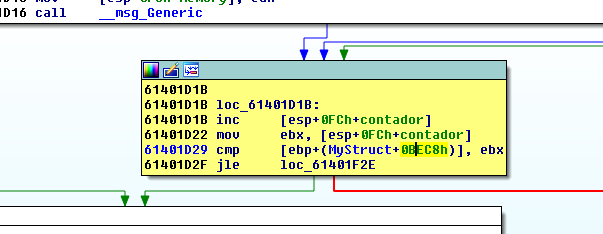 1D16 call    __msg_Generic
61401D1B
61401D1B loc_61401D1B:
61401D1B inc     [esp+0FCh+contador]
61401D22 mov     ebx, [esp+0FCh+contador]
61401D29 cmp     [ebp+(MyStruct+0BEC8h)], ebx
61401D2F jle     loc_61401F2E